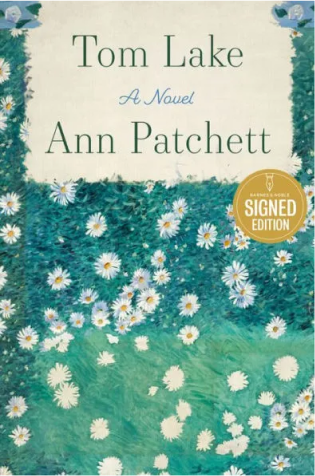 Tom Lake
A Novel
Ann Patchett
BARNES & NOBLE
SIGNED
EDITION